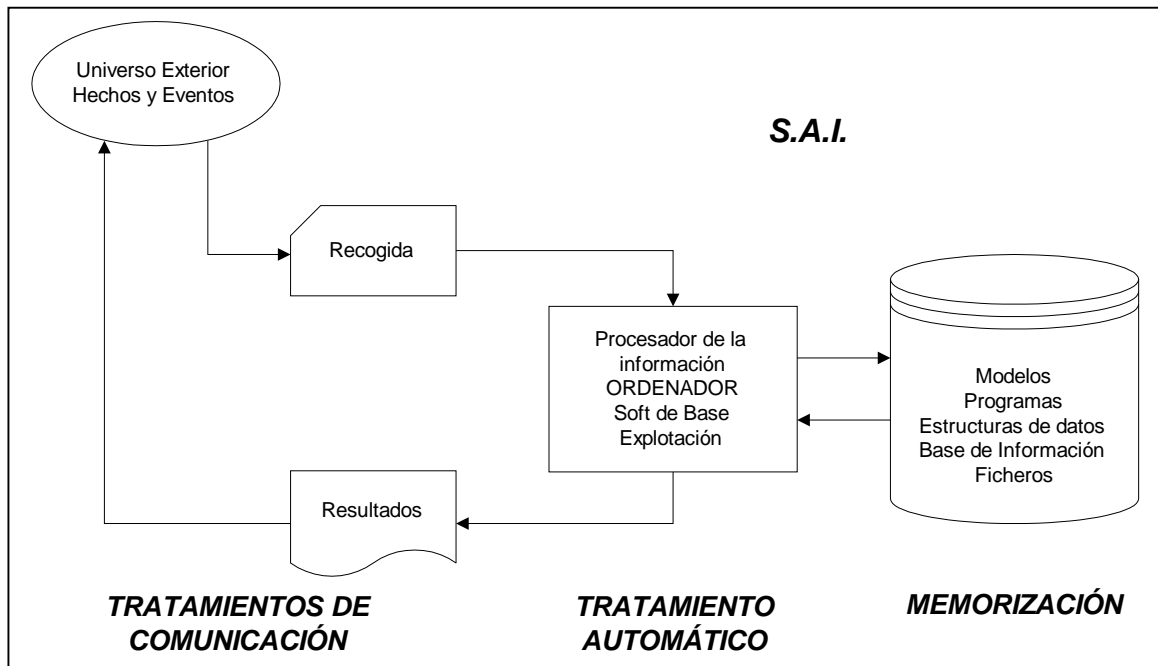 Universo Exterior
Hechos y Eventos
S.A.I.
Recogida
Procesador de la
información
ORDENADOR
Soft de Base
Explotación
Modelos
Programas
Estructuras de datos
Base de Información
Ficheros
Resultados
TRATAMIENTOS DE
COMUNICACIÓN
TRATAMIENTO
AUTOMÁTICO
MEMORIZACIÓN